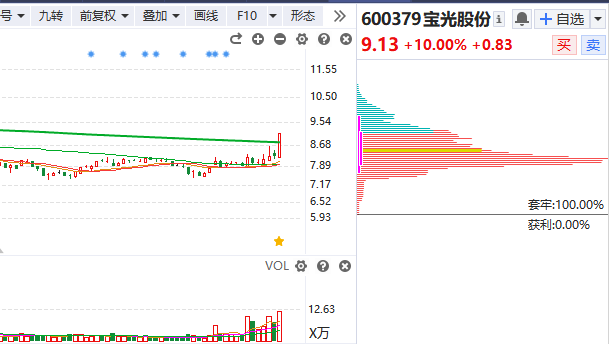 号 九转 前复权 叠加 画线 F10 形态
600379宝光股份
自选
9.13 +10.00% +0.83
买 卖
11.55
10.50
9.54
8.68
7.89
7.17
6.52
5.93
套牢:100.00%
获利:0.00%
VOL
12.63
X万